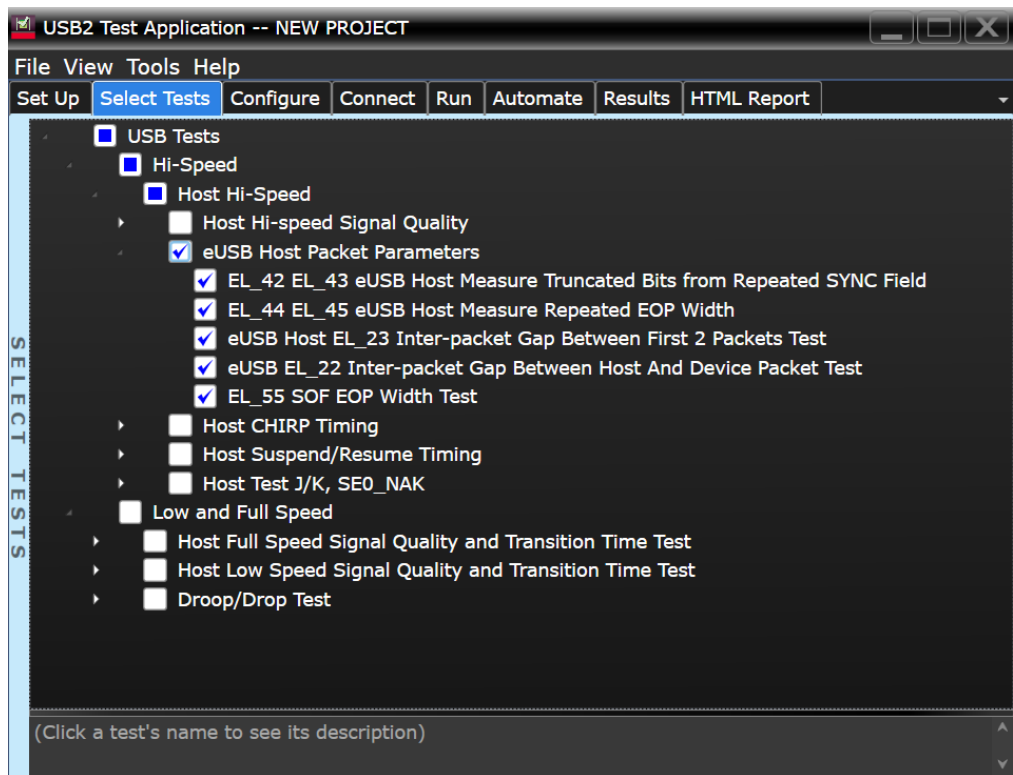 USB2 Test Application -- NEW PROJECT
File View Tools Help
Set Up Select Tests Configure Connect Run Automate Results HTML Report
SELECT TESTS
USB Tests
Hi-Speed
Host Hi-Speed
Host Hi-speed Signal Quality
eUSB Host Packet Parameters
EL_42 EL_43 eUSB Host Measure Truncated Bits from Repeated SYNC Field
EL_44 EL_45 eUSB Host Measure Repeated EOP Width
eUSB Host EL_23 Inter-packet Gap Between First 2 Packets Test
eUSB EL_22 Inter-packet Gap Between Host And Device Packet Test
EL_55 SOF EOP Width Test
Host CHIRP Timing
Host Suspend/Resume Timing
Host Test J/K, SE0_NAK
Low and Full Speed
Host Full Speed Signal Quality and Transition Time Test
Host Low Speed Signal Quality and Transition Time Test
Droop/Drop Test
(Click a test's name to see its description)